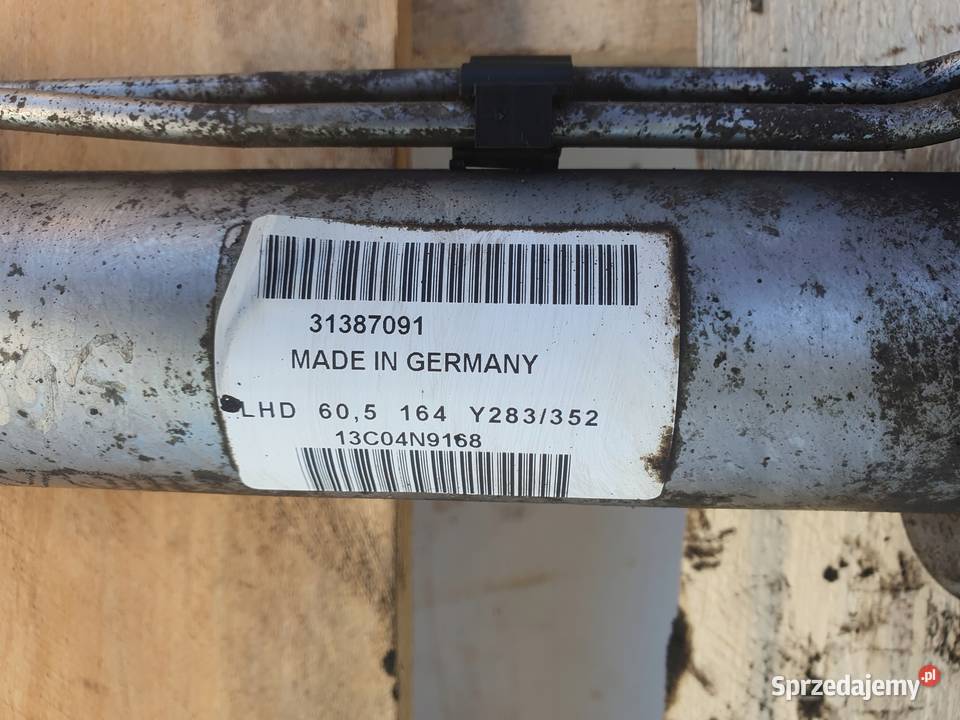 31387091
MADE IN GERMANY
LHD 60,5 164 Y283/352
13C04N9168
Sprzedajemy.pl